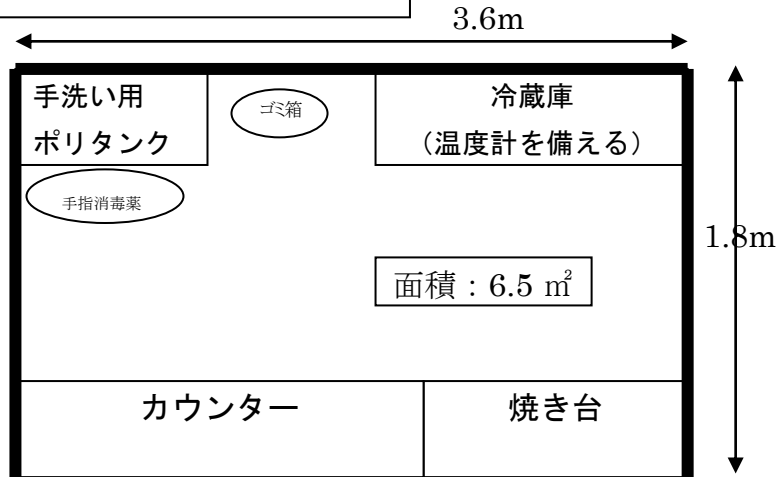 3.6m
手洗い用
ポリタンク
ゴミ箱
冷蔵庫
(温度計を備える)
手指消毒薬
1.8m
面積：6.5 ㎡
カウンター
焼き台